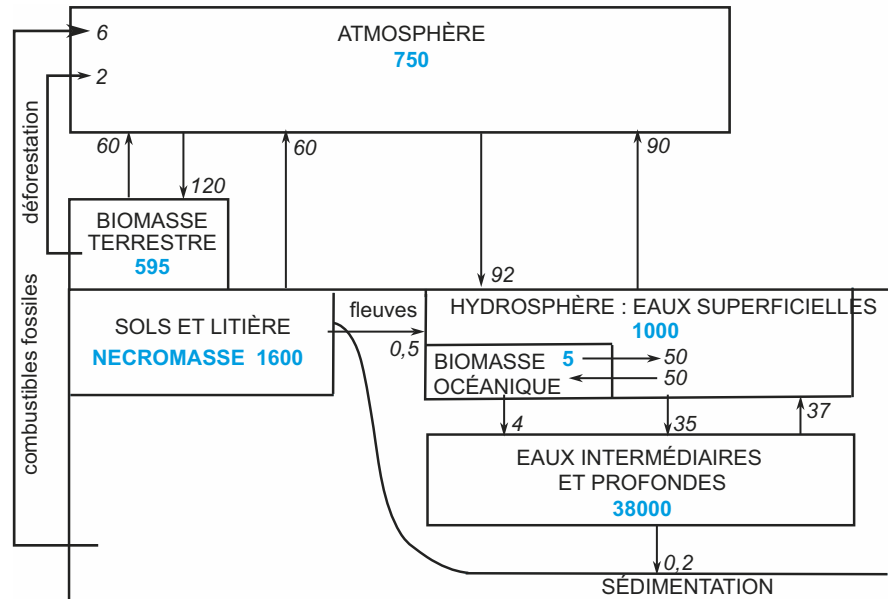 ATMOSPHÈRE
750
6
2
60
120
60
90
92
déforestation
combustibles fossiles
BIOMASSE
TERRESTRE
595
SOLS ET LITIÈRE
NECROMASSE 1600
fleuves
0,5
HYDROSPHÈRE : EAUX SUPERFICIELLES
1000
BIOMASSE 5
OCÉANIQUE
50
50
4
35
37
EAUX INTERMÉDIAIRES
ET PROFONDES
38000
0,2
SÉDIMENTATION